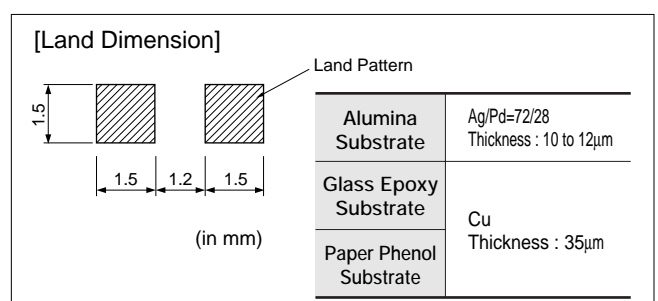 [Land Dimension]
Land Pattern
1.5
1.5
1.2
1.5
(in mm)
Alumina
Substrate
Ag/Pd=72/28
Thickness : 10 to 12μm
Glass Epoxy
Substrate
Paper Phenol
Substrate
Cu
Thickness : 35μm